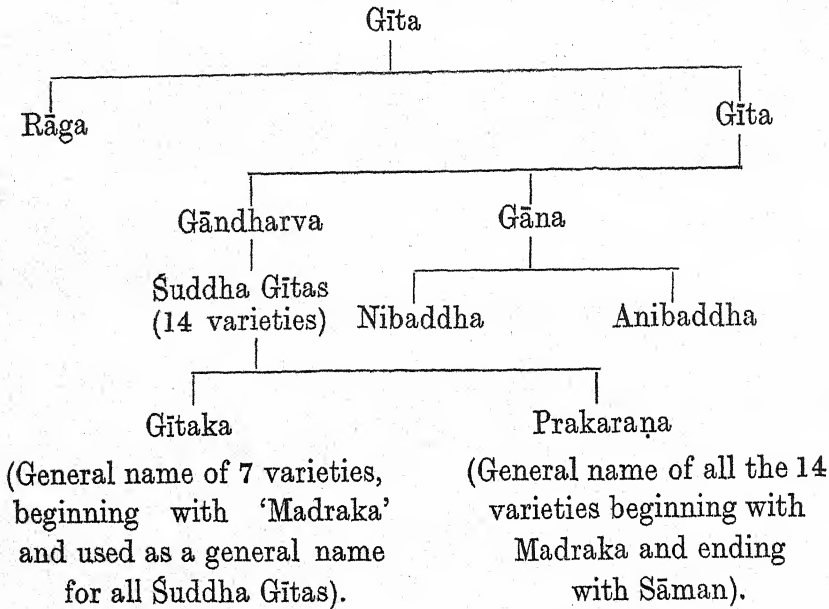 Gīta
Rāga Gīta
Gāndharva Gāna
Śuddha Gītas
(14 varieties) Nibaddha Anibaddha
Gītaka Prakaraṇa
(General name of 7 varieties,
beginning with ‘Madraka’
and used as a general name
for all Śuddha Gītas).
(General name of all the 14
varieties beginning with
Madraka and ending
with Sāman).